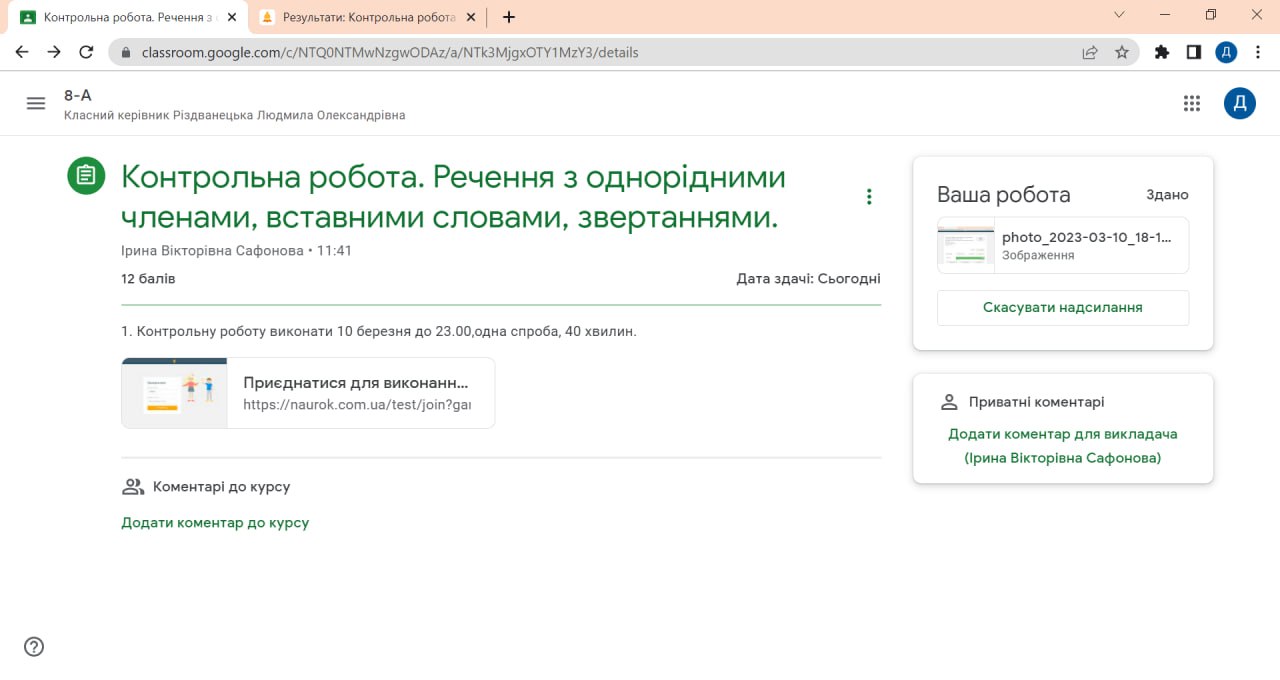 Контрольна робота. Речення з
Результати: Контрольна робота
classroom.google.com/c/NTQ0NTMwNzgwODAz/a/NTk3MjgxOTY1MzY3/details
Д
8-А
Класний керівник Різдванецька Людмила Олександрівна
Д
Контрольна робота. Речення з однорідними
членами, вставними словами, звертаннями.
Ірина Вікторівна Сафонова • 11:41
12 балів
Дата здачі: Сьогодні
1. Контрольну роботу виконати 10 березня до 23.00,одна спроба, 40 хвилин.
Приєднатися для виконанн...
https://naurok.com.ua/test/join?gar
Коментарі до курсу
Додати коментар до курсу
Ваша робота
Здано
photo_2023-03-10_18-1...
Зображення
Скасувати надсилання
Приватні коментарі
Додати коментар для викладача
(Ірина Вікторівна Сафонова)